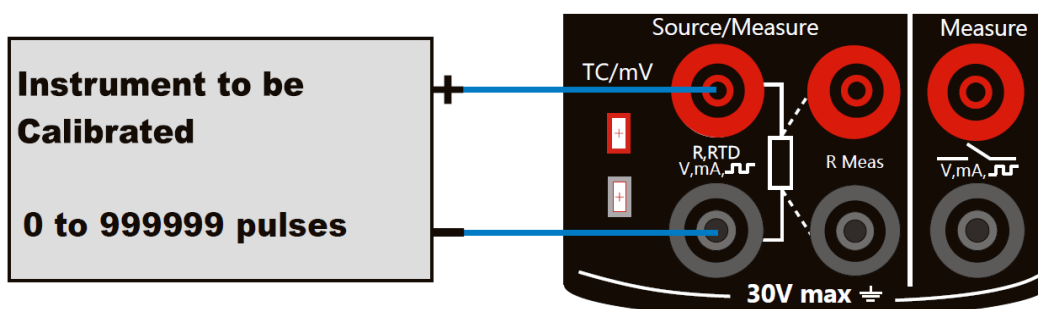 Instrument to be
Calibrated
0 to 999999 pulses
+
−
Source/Measure
Measure
TC/mV
R,RTD
V,mA,
R Meas
V,mA,
30V max